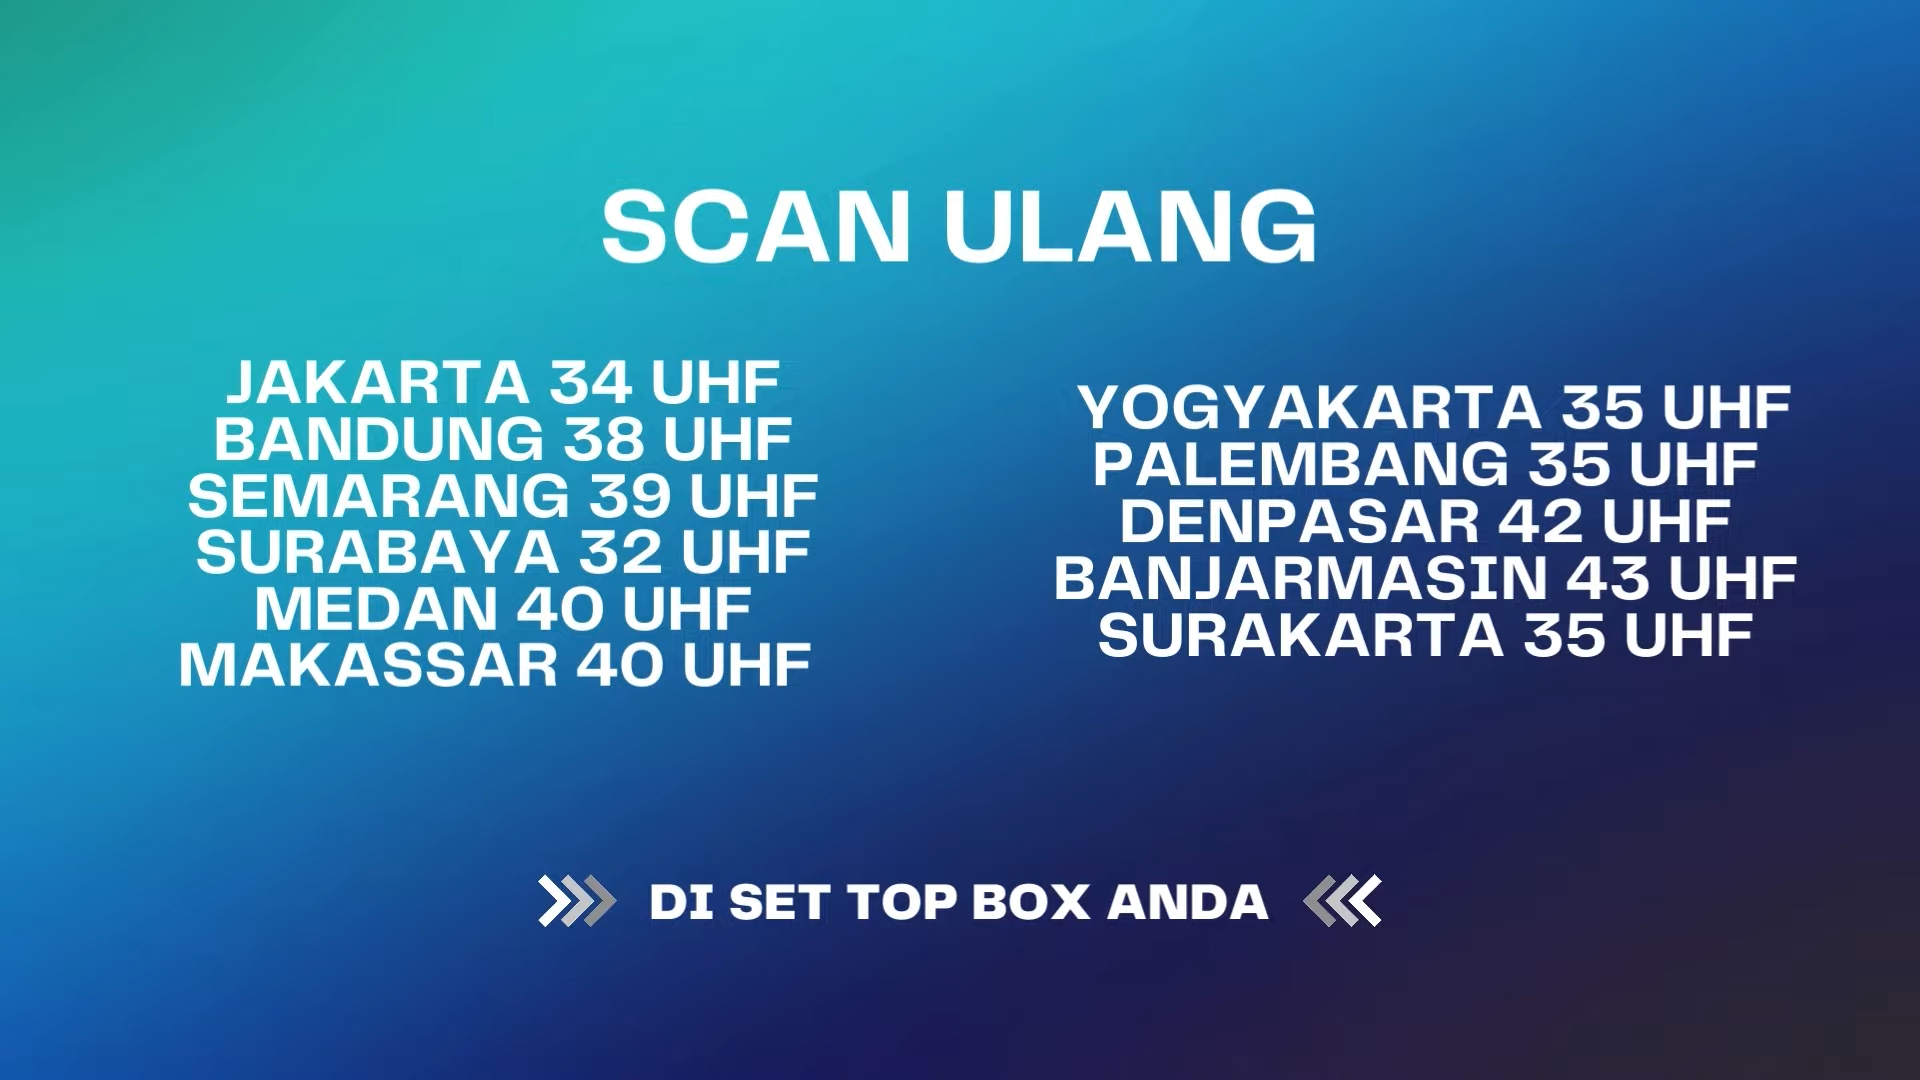 SCAN ULANG
JAKARTA 34 UHF
BANDUNG 38 UHF
SEMARANG 39 UHF
SURABAYA 32 UHF
MEDAN 40 UHF
MAKASSAR 40 UHF
YOGYAKARTA 35 UHF
PALEMBANG 35 UHF
DENPASAR 42 UHF
BANJARMASIN 43 UHF
SURAKARTA 35 UHF
DI SET TOP BOX ANDA